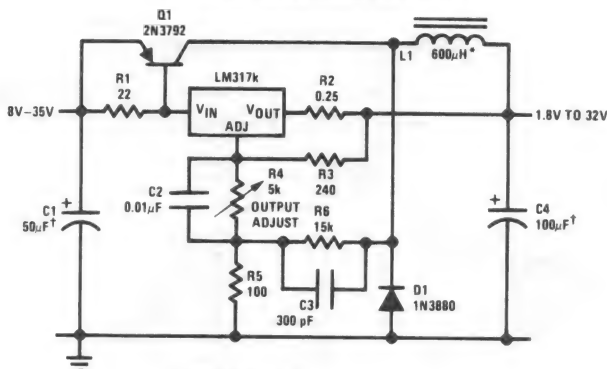 Q1
2N3792
L1
600μH*
R1
22
LM317k
VIN
VOUT
ADJ
R2
0.25
8V–35V
1.8V TO 32V
C2
0.01μF
R4
5k
OUTPUT
ADJUST
R3
240
C1
50μF†
+
R6
15k
C4
100μF†
+
R5
100
C3
300 pF
D1
1N3880